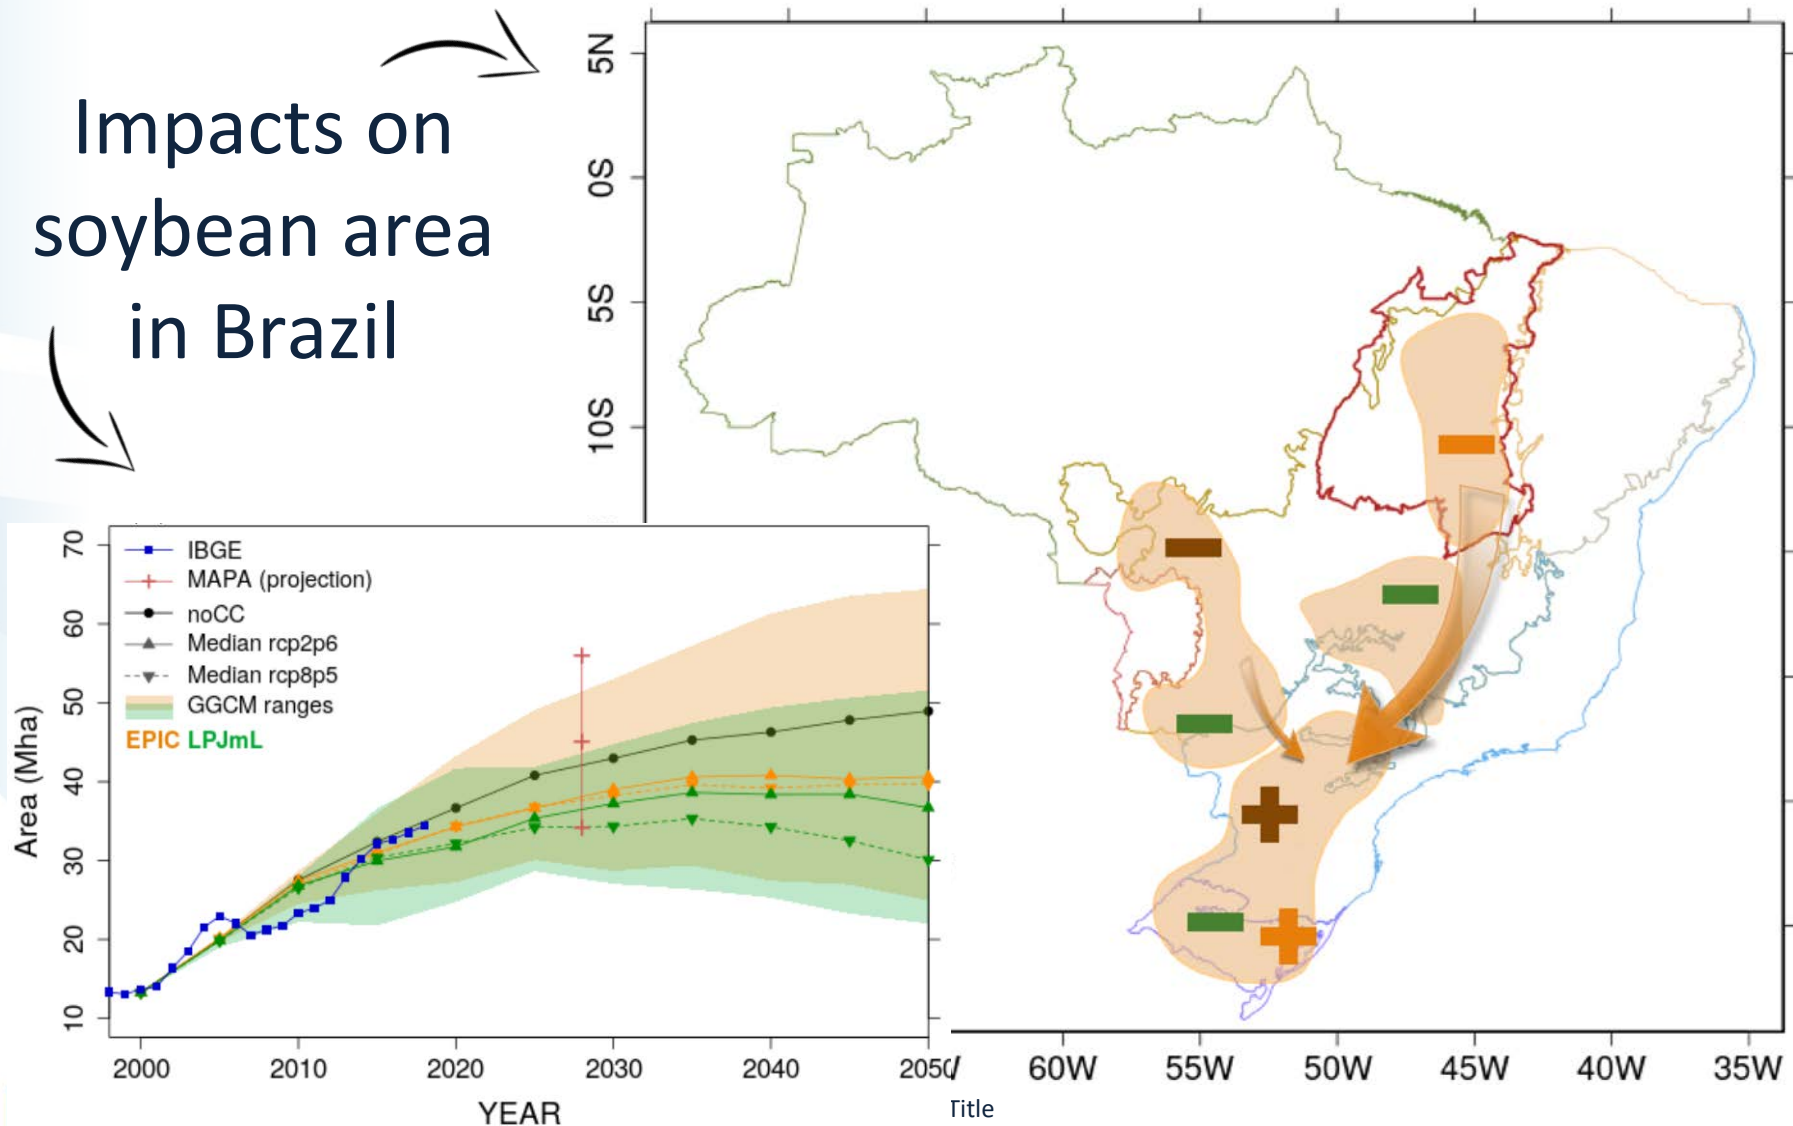 Impacts on
soybean area
in Brazil
5N
0S
5S
10S
70
60
50
40
30
20
10
Area (Mha)
IBGE
MAPA (projection)
noCC
Median rcp2p6
Median rcp8p5
GGCM ranges
EPIC LPJmL
2000 2010 2020 2030 2040 2050
YEAR
60W 55W 50W 45W 40W 35W
Title